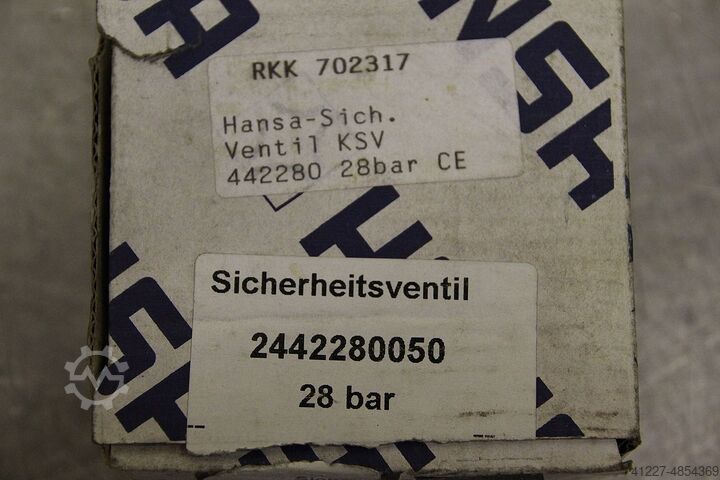 RKK 702317
Hansa-Sich.
Ventil KSV
442280 28bar CE
Sicherheitsventil
2442280050
28 bar
41227-4854369